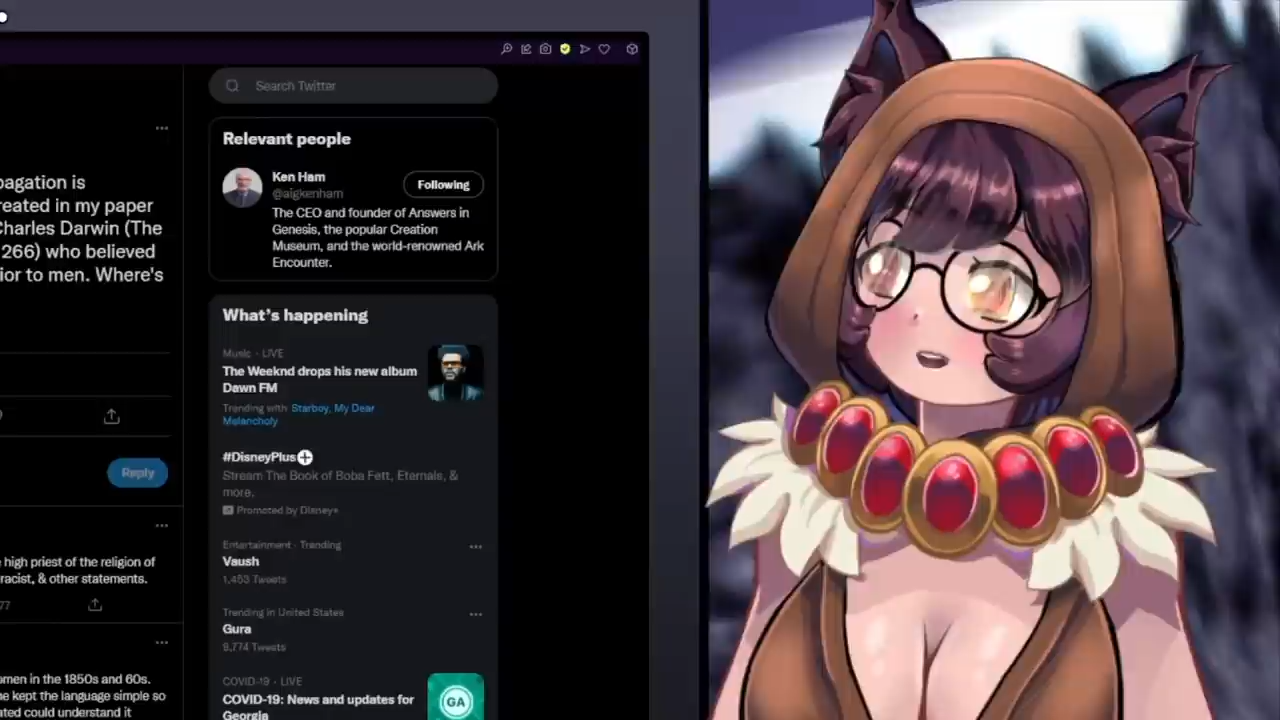 Search Twitter
Relevant people
Ken Ham
@aigkenham
Following
The CEO and founder of Answers in
Genesis, the popular Creation
Museum, and the world-renowned Ark
Encounter.
What's happening
Music · LIVE
The Weeknd drops his new album
Dawn FM
Trending with Starboy, My Dear
Melancholy
#DisneyPlus
Stream The Book of Boba Fett, Eternals, &
more.
Promoted by Disney+
Entertainment · Trending
Vaush
1,453 Tweets
Trending in United States
Gura
9,774 Tweets
COVID-19 · LIVE
COVID-19: News and updates for
Georgia
GA
pagation is
reated in my paper
Charles Darwin (The
266) who believed
ior to men. Where's
Reply
high priest of the religion of
racist, & other statements.
77
omen in the 1850s and 60s.
he kept the language simple so
ated could understand it